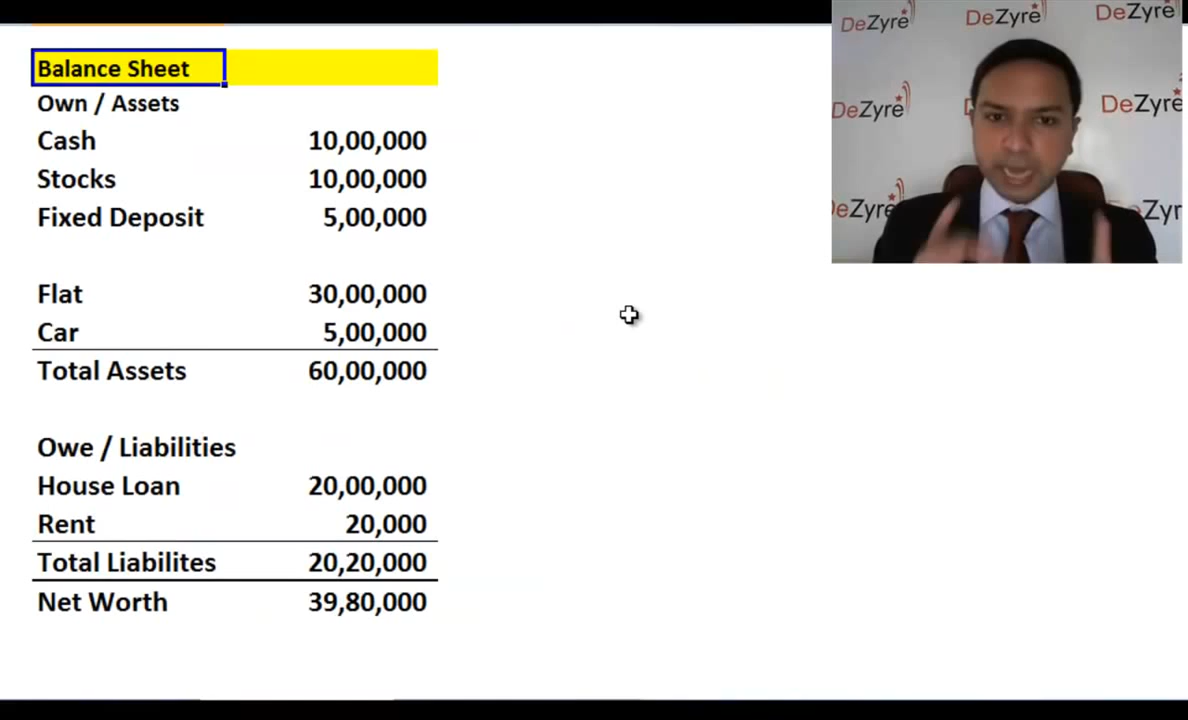 Balance Sheet
Own / Assets
Cash 10,00,000
Stocks 10,00,000
Fixed Deposit 5,00,000
Flat 30,00,000
Car 5,00,000
Total Assets 60,00,000
Owe / Liabilities
House Loan 20,00,000
Rent 20,000
Total Liabilites 20,20,000
Net Worth 39,80,000
DeZyre DeZyre DeZyre
DeZyre DeZyre
eZyre Zyr